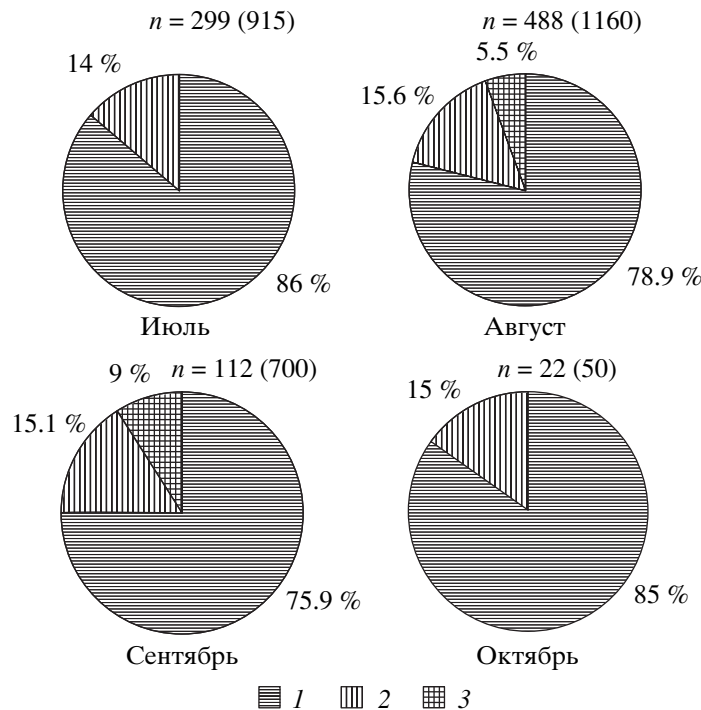 n = 299 (915)
14 %
86 %
Июль
n = 488 (1160)
5.5 %
15.6 %
78.9 %
Август
9 %
n = 112 (700)
15.1 %
75.9 %
Сентябрь
n = 22 (50)
15 %
85 %
Октябрь
1 2 3